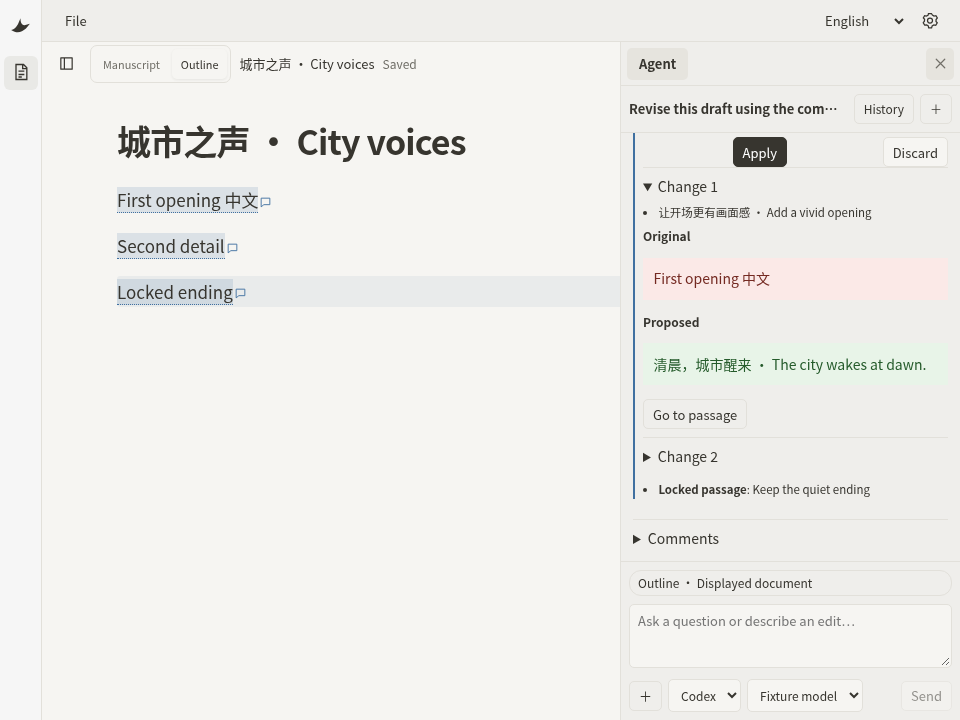 File
English
Manuscript
Outline
城市之声 · City voices
Saved
城市之声 · City voices
First opening 中文
Second detail
Locked ending
Agent
Revise this draft using the com…
History
Apply
Discard
Change 1
• 让开场更有画面感 · Add a vivid opening
Original
First opening 中文
Proposed
清晨，城市醒来 · The city wakes at dawn.
Go to passage
Change 2
• Locked passage: Keep the quiet ending
Comments
Outline · Displayed document
Ask a question or describe an edit…
Codex
Fixture model
Send